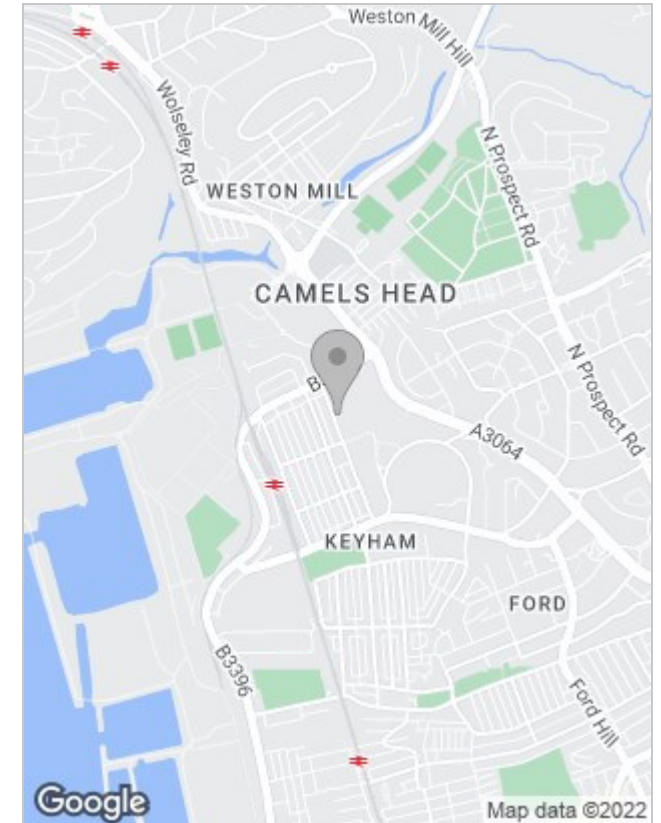 Weston Mill Hill
Wolseley Rd
N Prospect Rd
WESTON MILL
CAMELS HEAD
N Prospect Rd
A3064
KEYHAM
FORD
B3396
Ford Hill
Google
Map data ©2022